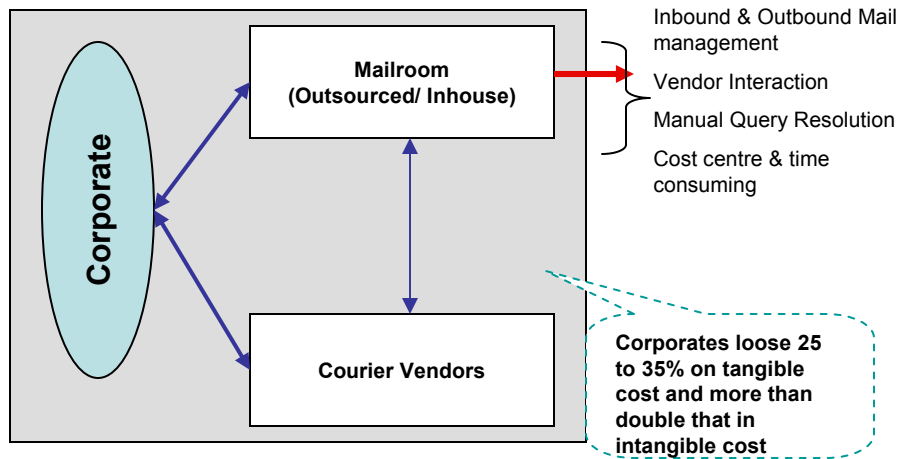 Corporate
Mailroom
(Outsourced/ Inhouse)
Inbound & Outbound Mail
management
Vendor Interaction
Manual Query Resolution
Cost centre & time
consuming
Courier Vendors
Corporates loose 25
to 35% on tangible
cost and more than
double that in
intangible cost